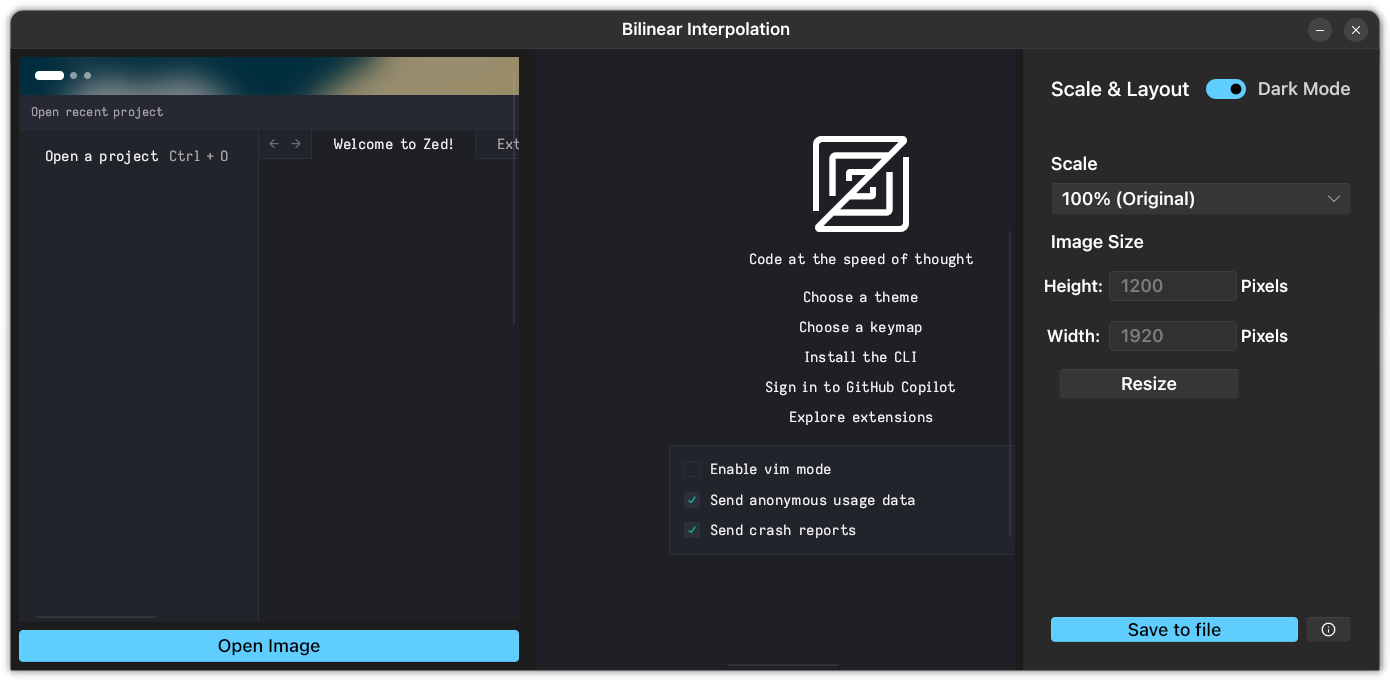 Bilinear Interpolation
Open recent project
Open a project Ctrl + O
Welcome to Zed!
Ext
Open Image
Code at the speed of thought
Choose a theme
Choose a keymap
Install the CLI
Sign in to GitHub Copilot
Explore extensions
Enable vim mode
Send anonymous usage data
Send crash reports
Scale & Layout Dark Mode
Scale
100% (Original)
Image Size
Height: 1200 Pixels
Width: 1920 Pixels
Resize
Save to file